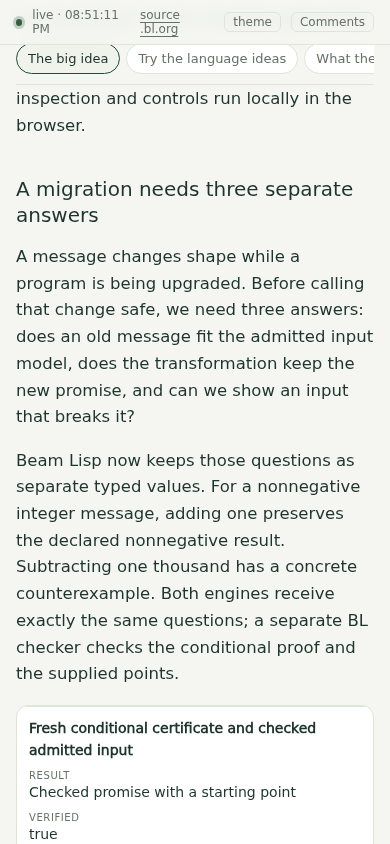 live · 08:51:11 PM
source.bl.org
theme
Comments
The big idea
Try the language ideas
What the
inspection and controls run locally in the
browser.
A migration needs three separate
answers
A message changes shape while a
program is being upgraded. Before calling
that change safe, we need three answers:
does an old message fit the admitted input
model, does the transformation keep the
new promise, and can we show an input
that breaks it?
Beam Lisp now keeps those questions as
separate typed values. For a nonnegative
integer message, adding one preserves
the declared nonnegative result.
Subtracting one thousand has a concrete
counterexample. Both engines receive
exactly the same questions; a separate BL
checker checks the conditional proof and
the supplied points.
Fresh conditional certificate and checked
admitted input
RESULT
Checked promise with a starting point
VERIFIED
true